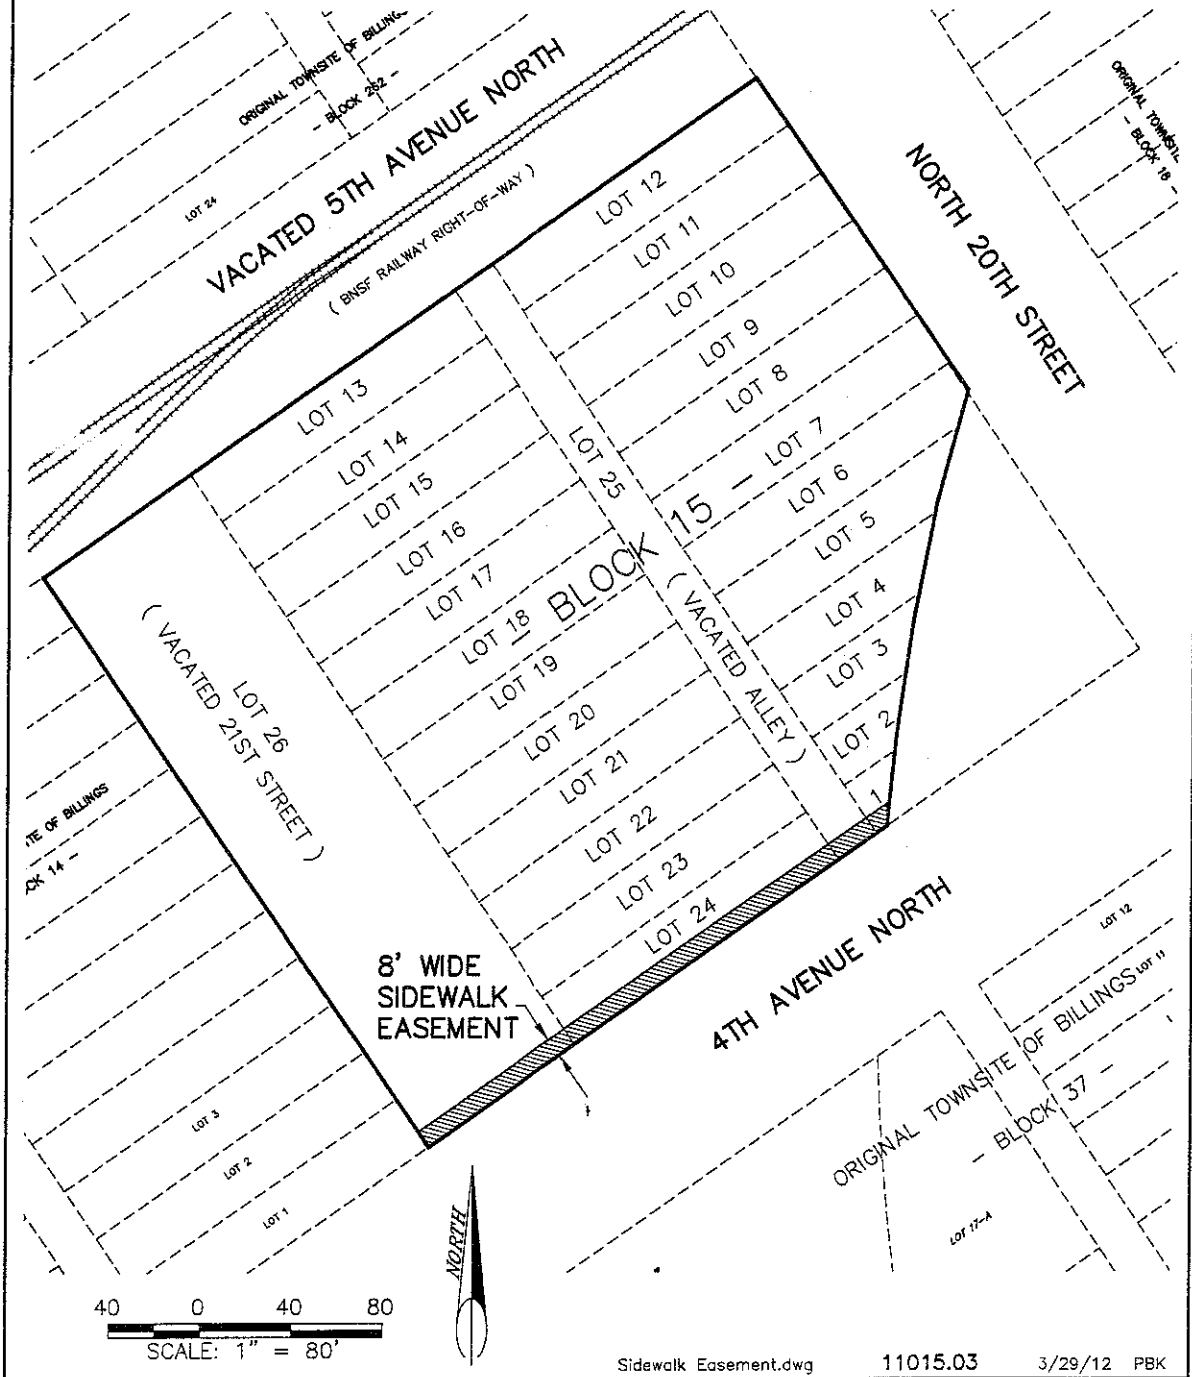 ORIGINAL TOWNSITE OF BILLINGS
- BLOCK 262 -
LOT 24
VACATED 5TH AVENUE NORTH
( BNSF RAILWAY RIGHT-OF-WAY )
ORIGINAL TOWNSITE
- BLOCK 18 -
NORTH 20TH STREET
LOT 12
LOT 11
LOT 10
LOT 9
LOT 8
LOT 7
LOT 6
LOT 5
LOT 4
LOT 3
LOT 2
1
LOT 13
LOT 14
LOT 15
LOT 16
LOT 17
LOT 18
LOT 19
LOT 20
LOT 21
LOT 22
LOT 23
LOT 24
LOT 25
( VACATED ALLEY )
- BLOCK 15 -
LOT 26
( VACATED 21ST STREET )
ITE OF BILLINGS
CK 14 -
LOT 3
LOT 2
LOT 1
8' WIDE
SIDEWALK
EASEMENT
4TH AVENUE NORTH
LOT 12
LOT 11
ORIGINAL TOWNSITE OF BILLINGS
- BLOCK 37 -
LOT 17-A
NORTH
40 0 40 80
SCALE: 1" = 80'
Sidewalk Easement.dwg 11015.03 3/29/12 PBK